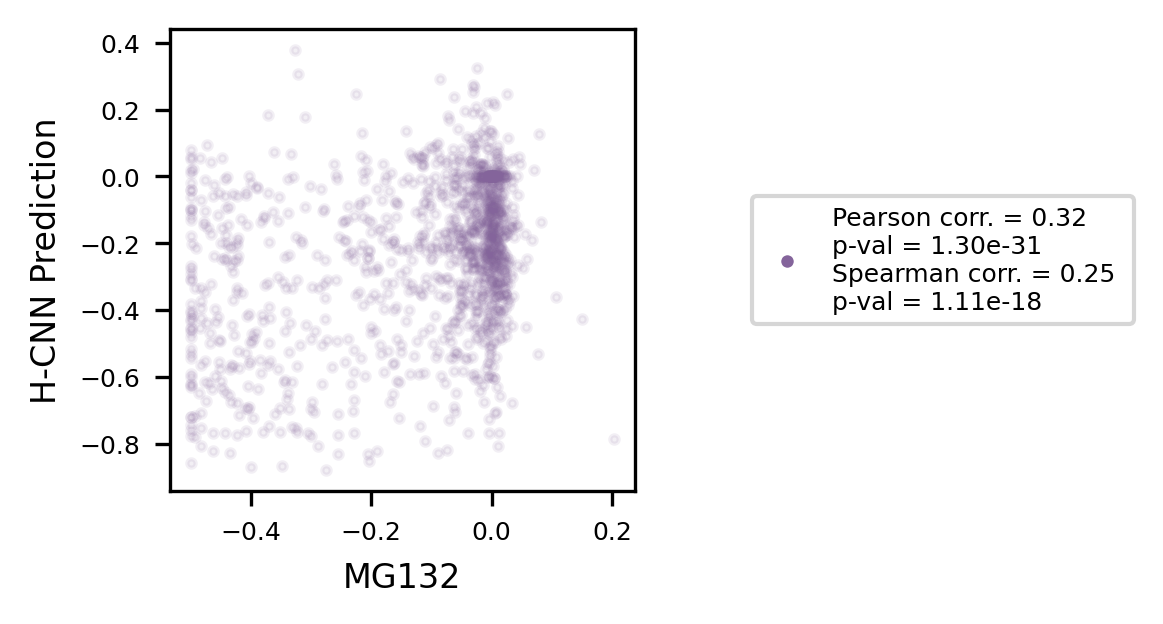 0.4
0.2
0.0
−0.2
−0.4
−0.6
−0.8
H-CNN Prediction
−0.4 −0.2 0.0 0.2
MG132
Pearson corr. = 0.32
p-val = 1.30e-31
Spearman corr. = 0.25
p-val = 1.11e-18